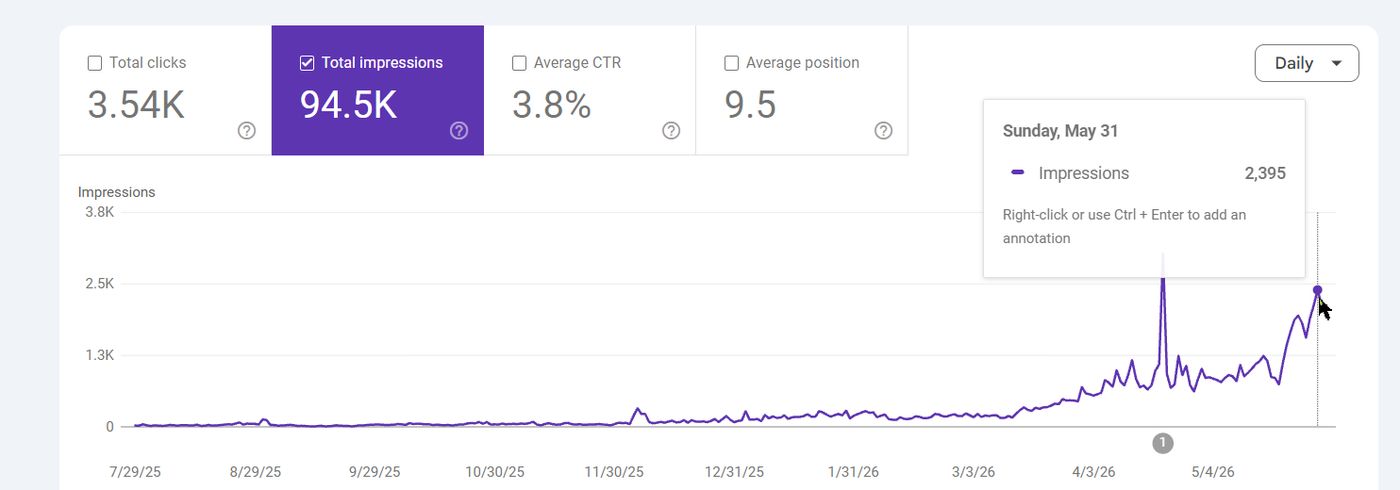 Total clicks
3.54K
Total impressions
94.5K
Average CTR
3.8%
Average position
9.5
Daily
Sunday, May 31
Impressions 2,395
Right-click or use Ctrl + Enter to add an
annotation
Impressions
3.8K
2.5K
1.3K
0
1
7/29/25 8/29/25 9/29/25 10/30/25 11/30/25 12/31/25 1/31/26 3/3/26 4/3/26 5/4/26